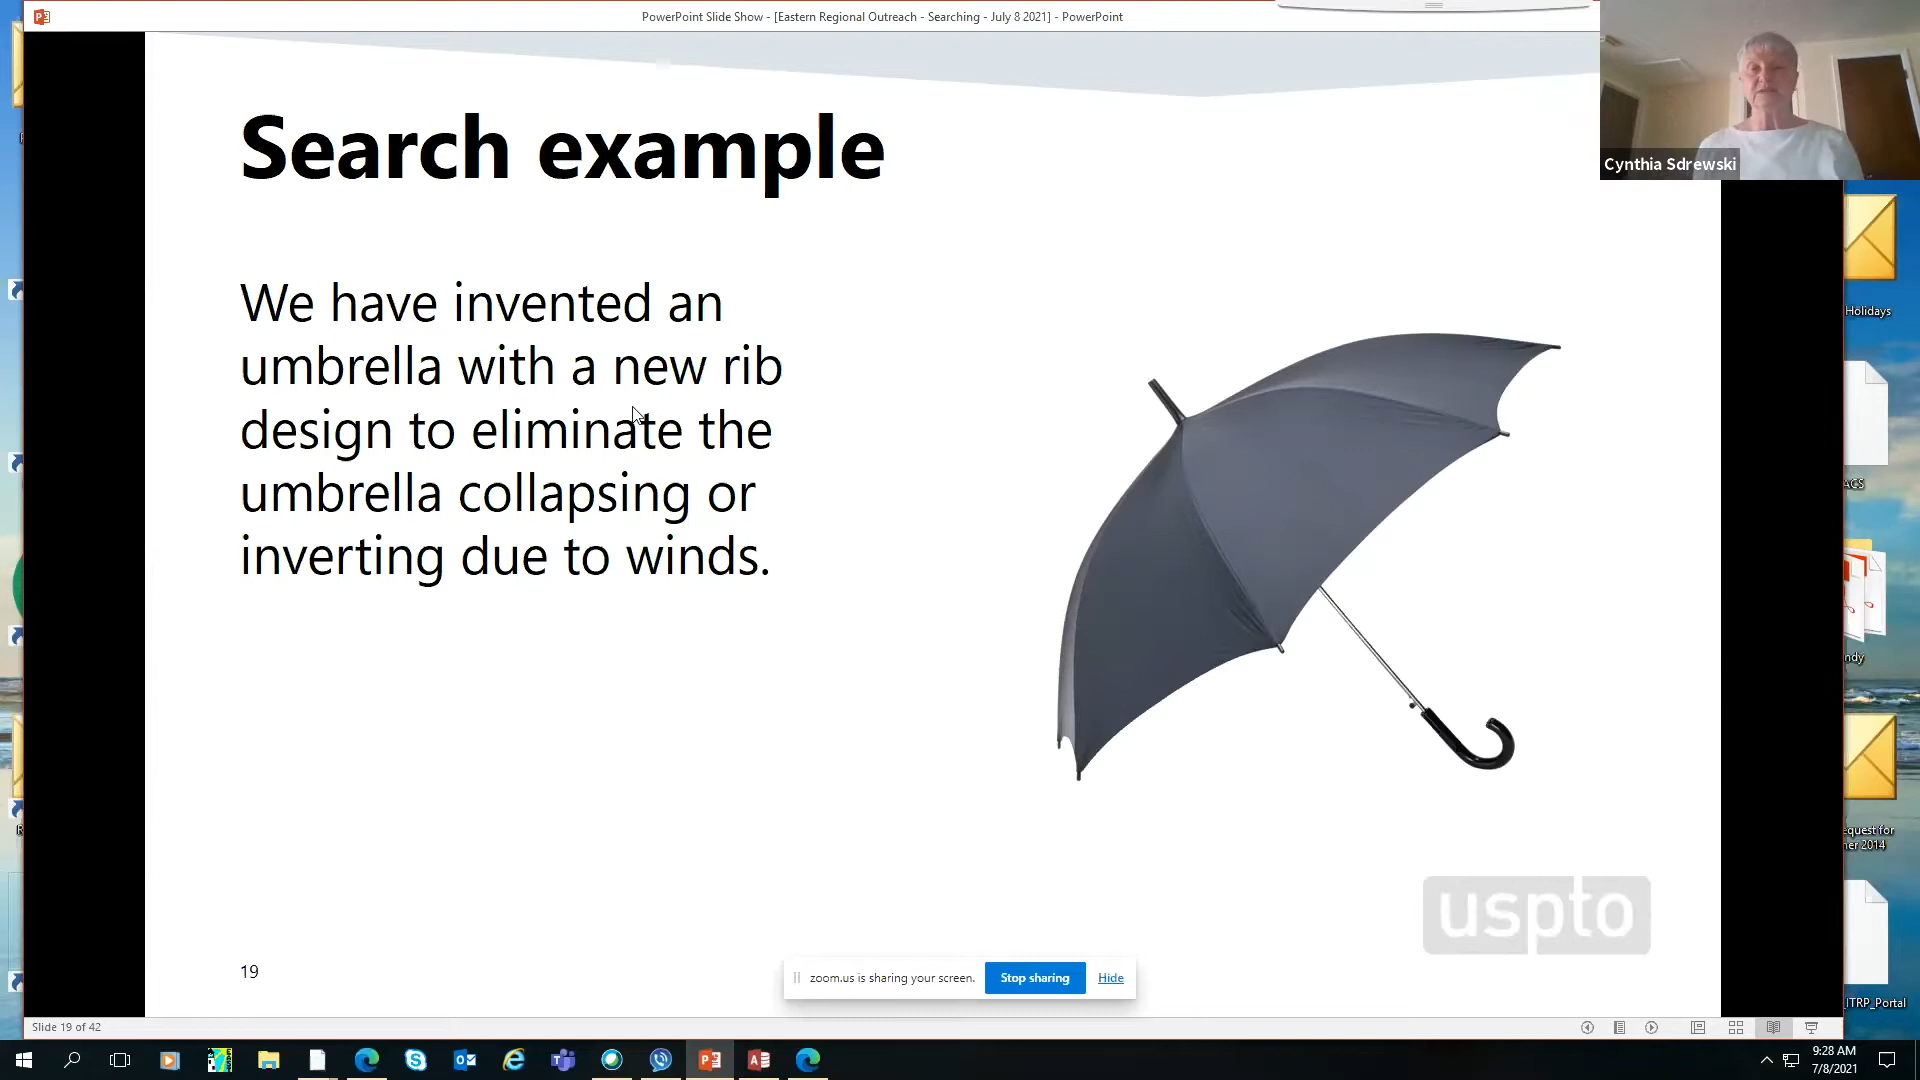 PowerPoint Slide Show - [Eastern Regional Outreach - Searching - July 8 2021] - PowerPoint
Search example
Cynthia Sdrewski
We have invented an
umbrella with a new rib
design to eliminate the
umbrella collapsing or
inverting due to winds.
Holidays
ACS
ndy
equest for
er 2014
ITRP_Portal
uspto
19
zoom.us is sharing your screen.
Stop sharing
Hide
Slide 19 of 42
9:28 AM
7/8/2021